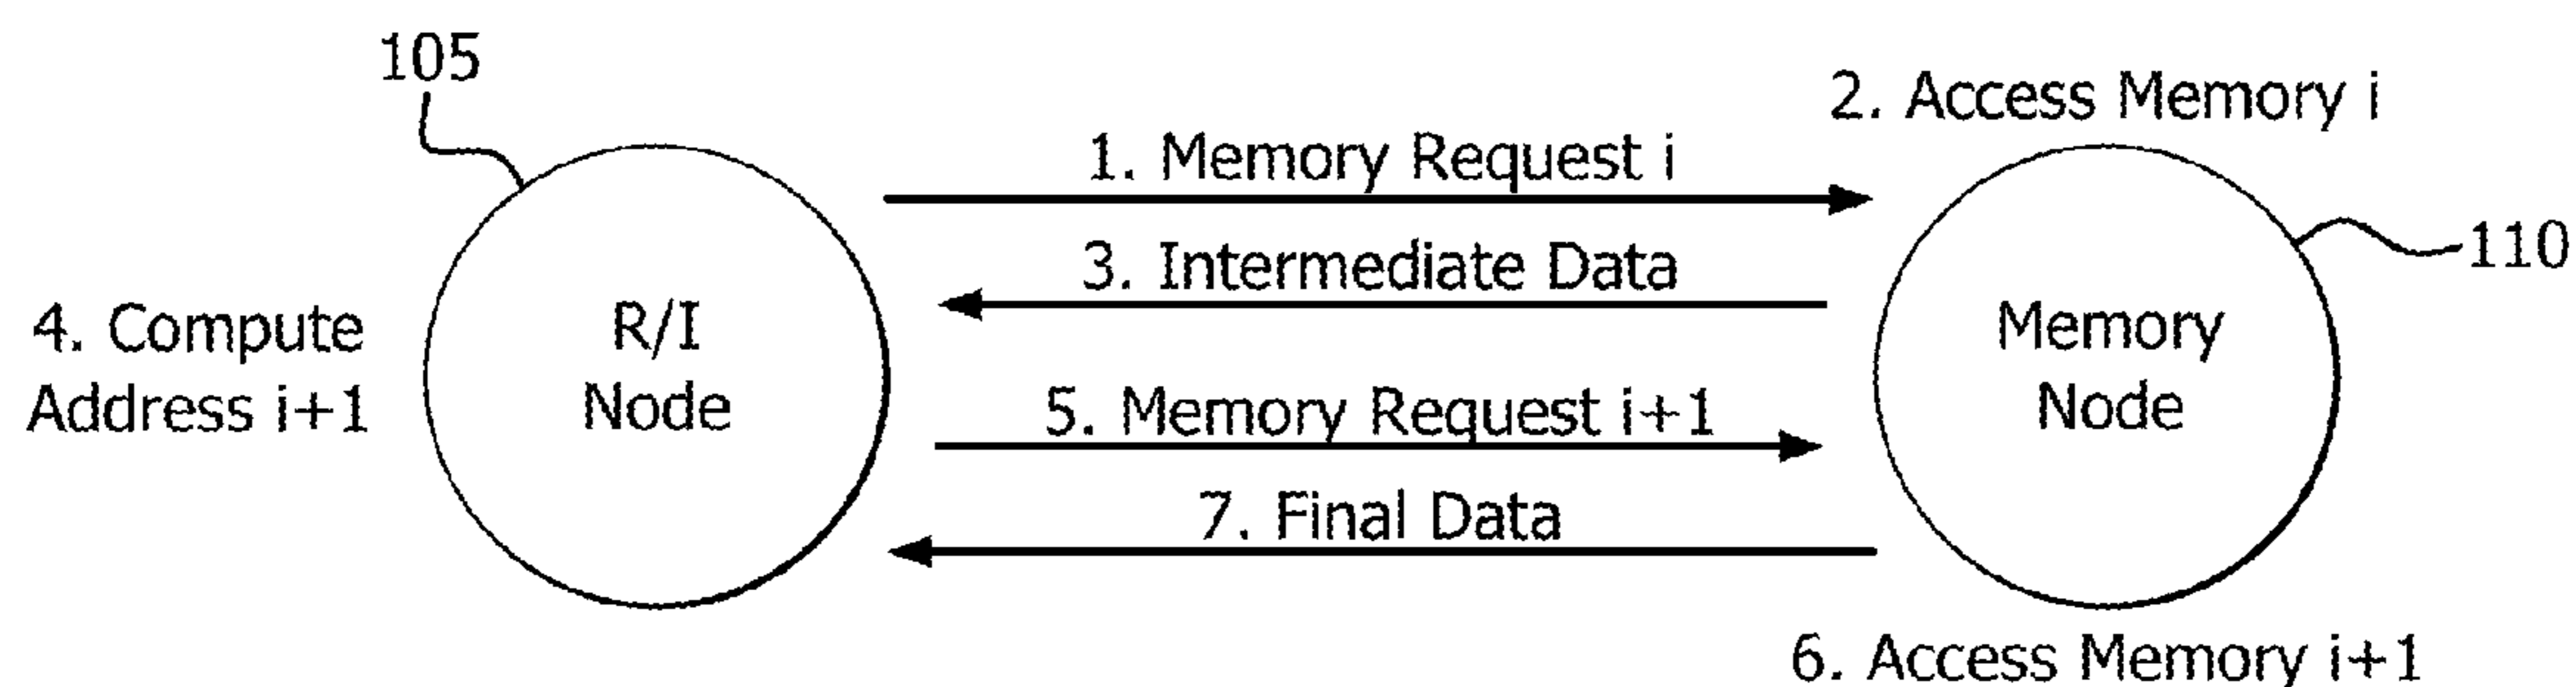 105
2. Access Memory i
1. Memory Request i
110
3. Intermediate Data
4. Compute
Address i+1
R/I
Node
Memory
Node
5. Memory Request i+1
7. Final Data
6. Access Memory i+1